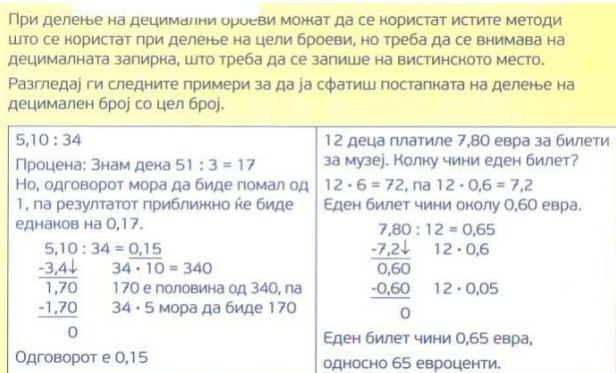 При делење на децимални броеви можат да се користат истите методи
што се користат при делење на цели броеви, но треба да се внимава на
децималната запирка, што треба да се запише на вистинското место.
Разгледај ги следните примери за да ја сфатиш постапката на делење на
децимален број со цел број.
5,10 : 34
Процена: Знам дека 51 : 3 = 17
Но, одговорот мора да биде помал од
1, па резултатот приближно ќе биде
еднаков на 0,17.
5,10 : 34 = 0,15
-3,4↓ 34 · 10 = 340
1,70 170 е половина од 340, па
-1,70 34 · 5 мора да биде 170
0
Одговорот е 0,15
12 деца платиле 7,80 евра за билети
за музеј. Колку чини еден билет?
12 · 6 = 72, па 12 · 0,6 = 7,2
Еден билет чини околу 0,60 евра.
7,80 : 12 = 0,65
-7,2↓ 12 · 0,6
0,60
-0,60 12 · 0,05
0
Еден билет чини 0,65 евра,
односно 65 евроценти.